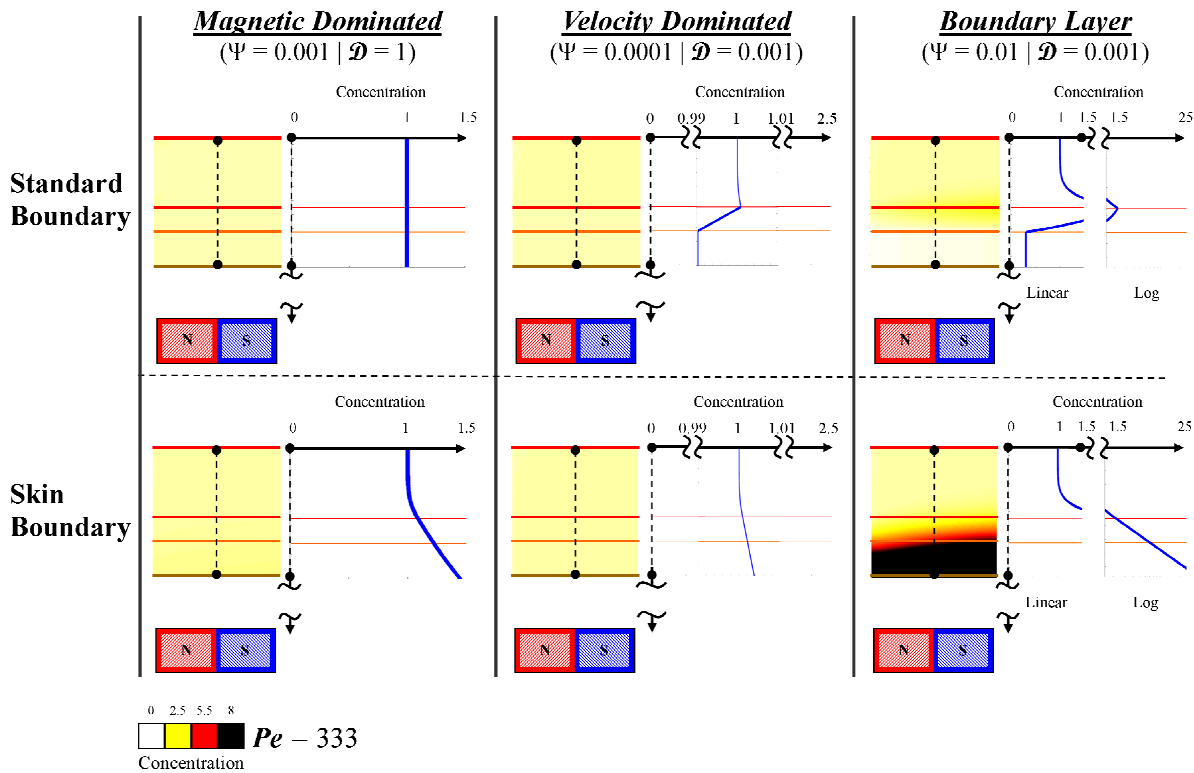 Magnetic Dominated
(Ψ = 0.001 | 𝓓 = 1)
Velocity Dominated
(Ψ = 0.0001 | 𝓓 = 0.001)
Boundary Layer
(Ψ = 0.01 | 𝓓 = 0.001)
Standard
Boundary
Concentration
0 1 1.5
N S
Concentration
0 0.99 1 1.01 2.5
N S
Concentration
0 1 1.5 1.5 25
Linear Log
N S
Skin
Boundary
Concentration
0 1 1.5
N S
Concentration
0 0.99 1 1.01 2.5
N S
Concentration
0 1 1.5 1.5 25
Linear Log
N S
0 2.5 5.5 8
Pe – 333
Concentration